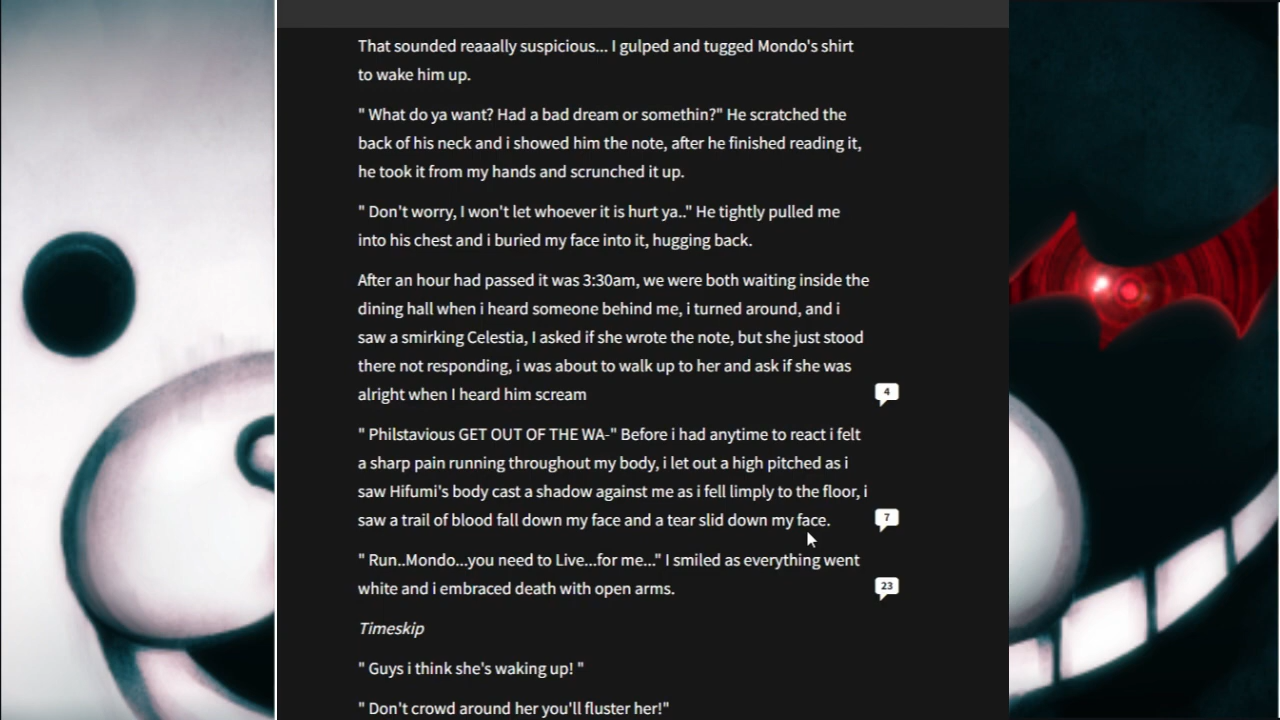 That sounded reaaally suspicious... I gulped and tugged Mondo's shirt
to wake him up.
" What do ya want? Had a bad dream or somethin?" He scratched the
back of his neck and i showed him the note, after he finished reading it,
he took it from my hands and scrunched it up.
" Don't worry, I won't let whoever it is hurt ya.." He tightly pulled me
into his chest and i buried my face into it, hugging back.
After an hour had passed it was 3:30am, we were both waiting inside the
dining hall when i heard someone behind me, i turned around, and i
saw a smirking Celestia, I asked if she wrote the note, but she just stood
there not responding, i was about to walk up to her and ask if she was
alright when I heard him scream
4
" Philstavious GET OUT OF THE WA-" Before i had anytime to react i felt
a sharp pain running throughout my body, i let out a high pitched as i
saw Hifumi's body cast a shadow against me as i fell limply to the floor, i
saw a trail of blood fall down my face and a tear slid down my face.
7
" Run..Mondo...you need to Live...for me..." I smiled as everything went
white and i embraced death with open arms.
23
Timeskip
" Guys i think she's waking up! "
" Don't crowd around her you'll fluster her!"